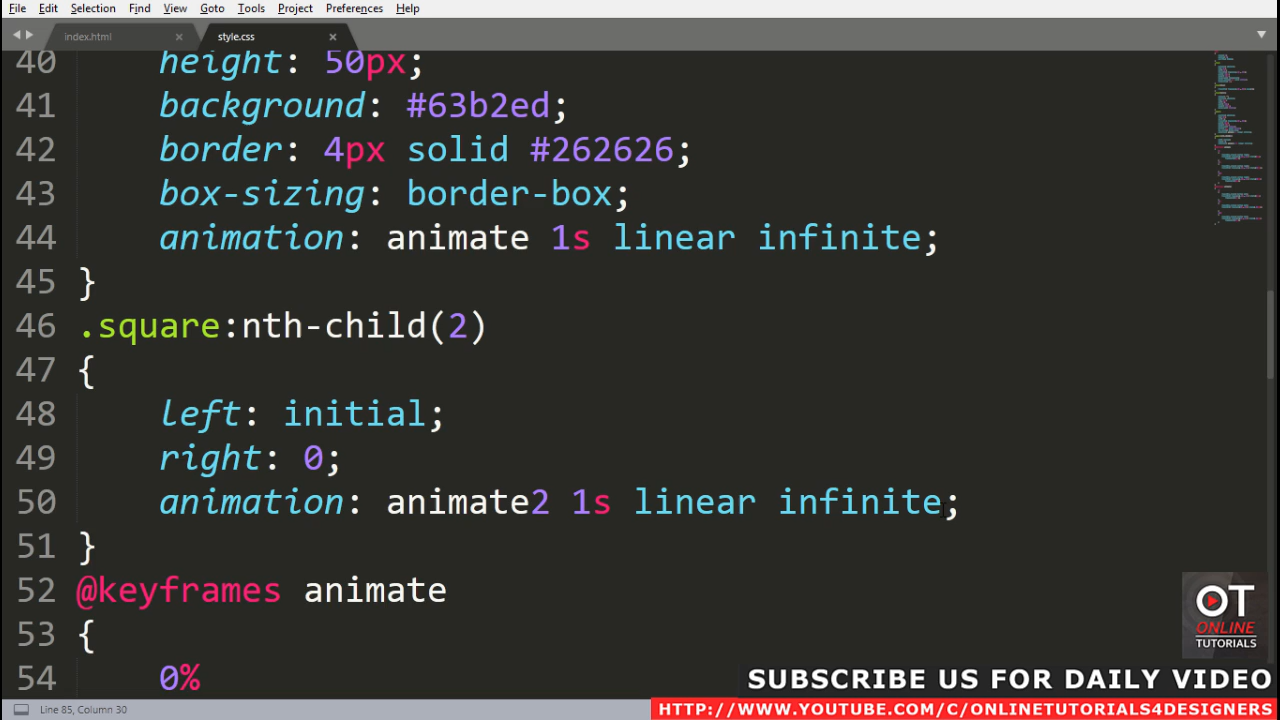 File Edit Selection Find View Goto Tools Project Preferences Help
index.html × style.css ×
40 height: 50px;
41 background: #63b2ed;
42 border: 4px solid #262626;
43 box-sizing: border-box;
44 animation: animate 1s linear infinite;
45 }
46 .square:nth-child(2)
47 {
48 left: initial;
49 right: 0;
50 animation: animate2 1s linear infinite;
51 }
52 @keyframes animate
53 {
54 0%
OT
ONLINE
TUTORIALS
SUBSCRIBE US FOR DAILY VIDEO
Line 85, Column 30
HTTP://WWW.YOUTUBE.COM/C/ONLINETUTORIALS4DESIGNERS